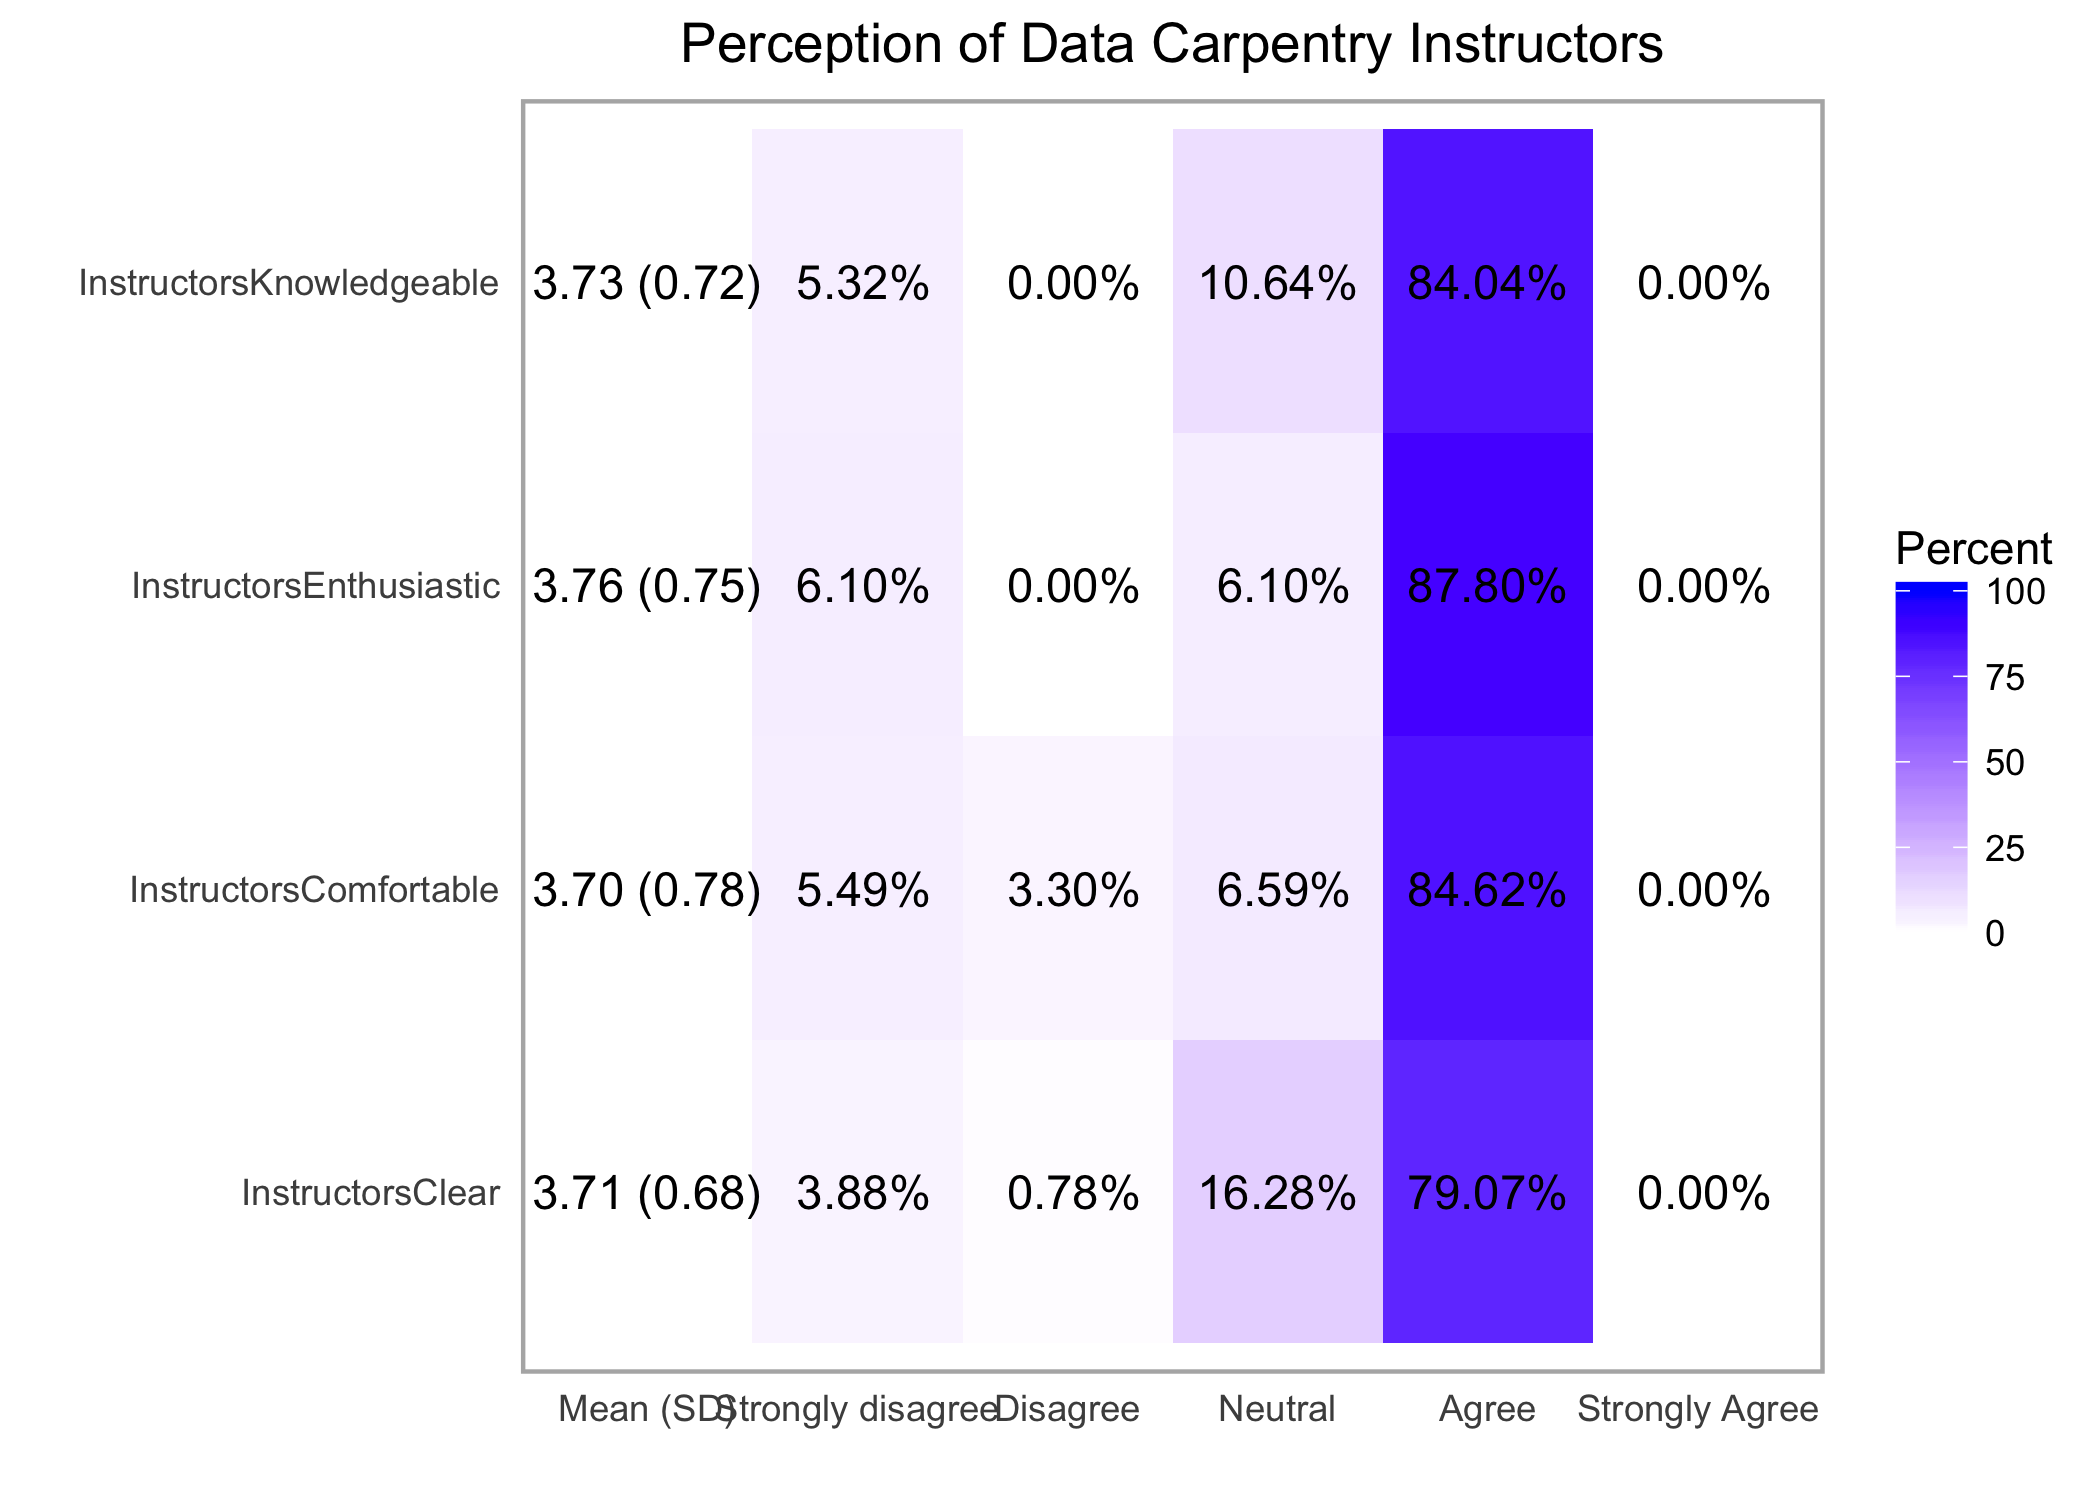 Perception of Data Carpentry Instructors
InstructorsKnowledgeable 3.73 (0.72) 5.32% 0.00% 10.64% 84.04% 0.00%
InstructorsEnthusiastic 3.76 (0.75) 6.10% 0.00% 6.10% 87.80% 0.00%
InstructorsComfortable 3.70 (0.78) 5.49% 3.30% 6.59% 84.62% 0.00%
InstructorsClear 3.71 (0.68) 3.88% 0.78% 16.28% 79.07% 0.00%
Mean (SD) Strongly disagree Disagree Neutral Agree Strongly Agree
Percent
100
75
50
25
0